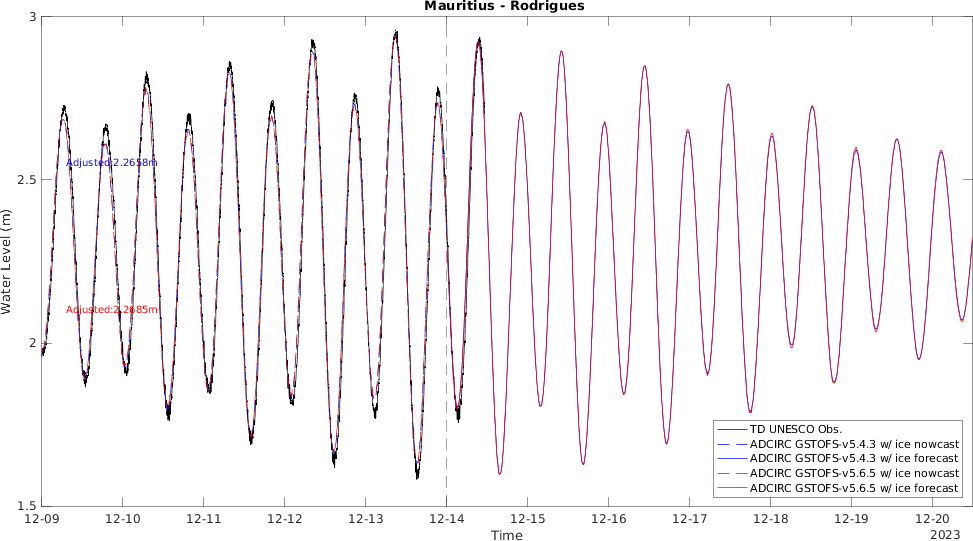 Mauritius - Rodrigues
Water Level (m)
3
2.5
2
1.5
Adjusted:2.2658m
Adjusted:2.2685m
TD UNESCO Obs.
ADCIRC GSTOFS-v5.4.3 w/ ice nowcast
ADCIRC GSTOFS-v5.4.3 w/ ice forecast
ADCIRC GSTOFS-v5.6.5 w/ ice nowcast
ADCIRC GSTOFS-v5.6.5 w/ ice forecast
12-09 12-10 12-11 12-12 12-13 12-14 12-15 12-16 12-17 12-18 12-19 12-20
2023
Time